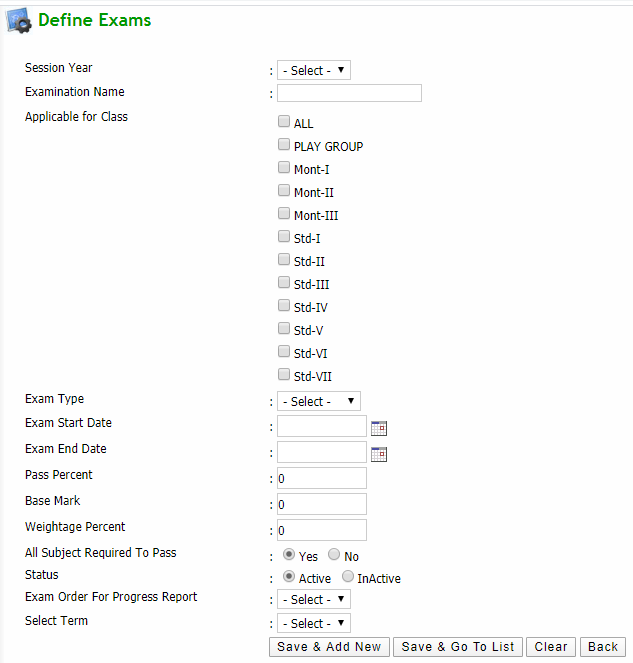 Define Exams
Session Year : - Select -
Examination Name :
Applicable for Class
: ALL
PLAY GROUP
Mont-I
Mont-II
Mont-III
Std-I
Std-II
Std-III
Std-IV
Std-V
Std-VI
Std-VII
Exam Type : - Select -
Exam Start Date :
Exam End Date :
Pass Percent : 0
Base Mark : 0
Weightage Percent : 0
All Subject Required To Pass : Yes No
Status : Active InActive
Exam Order For Progress Report : - Select -
Select Term : - Select -
Save & Add New Save & Go To List Clear Back